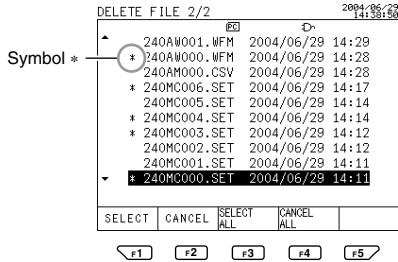 DELETE FILE 2/2
2004/06/29
14:38:50
PC
240AW001.WFM 2004/06/29 14:29
Symbol *
* 240AW000.WFM 2004/06/29 14:28
240AM000.CSV 2004/06/29 14:28
* 240MC006.SET 2004/06/29 14:17
240MC005.SET 2004/06/29 14:14
* 240MC004.SET 2004/06/29 14:14
* 240MC003.SET 2004/06/29 14:12
240MC002.SET 2004/06/29 14:12
240MC001.SET 2004/06/29 14:11
* 240MC000.SET 2004/06/29 14:11
SELECT CANCEL SELECT ALL CANCEL ALL
F1 F2 F3 F4 F5